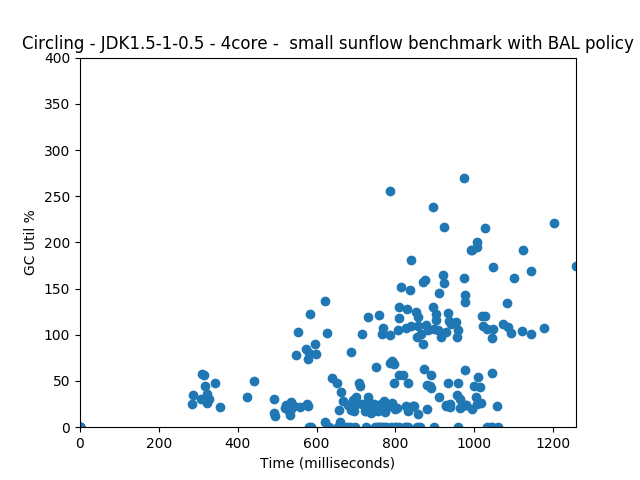 Circling - JDK1.5-1-0.5 - 4core -  small sunflow benchmark with BAL policy
400
350
300
250
200
150
100
50
0
GC Util %
0 200 400 600 800 1000 1200
Time (milliseconds)